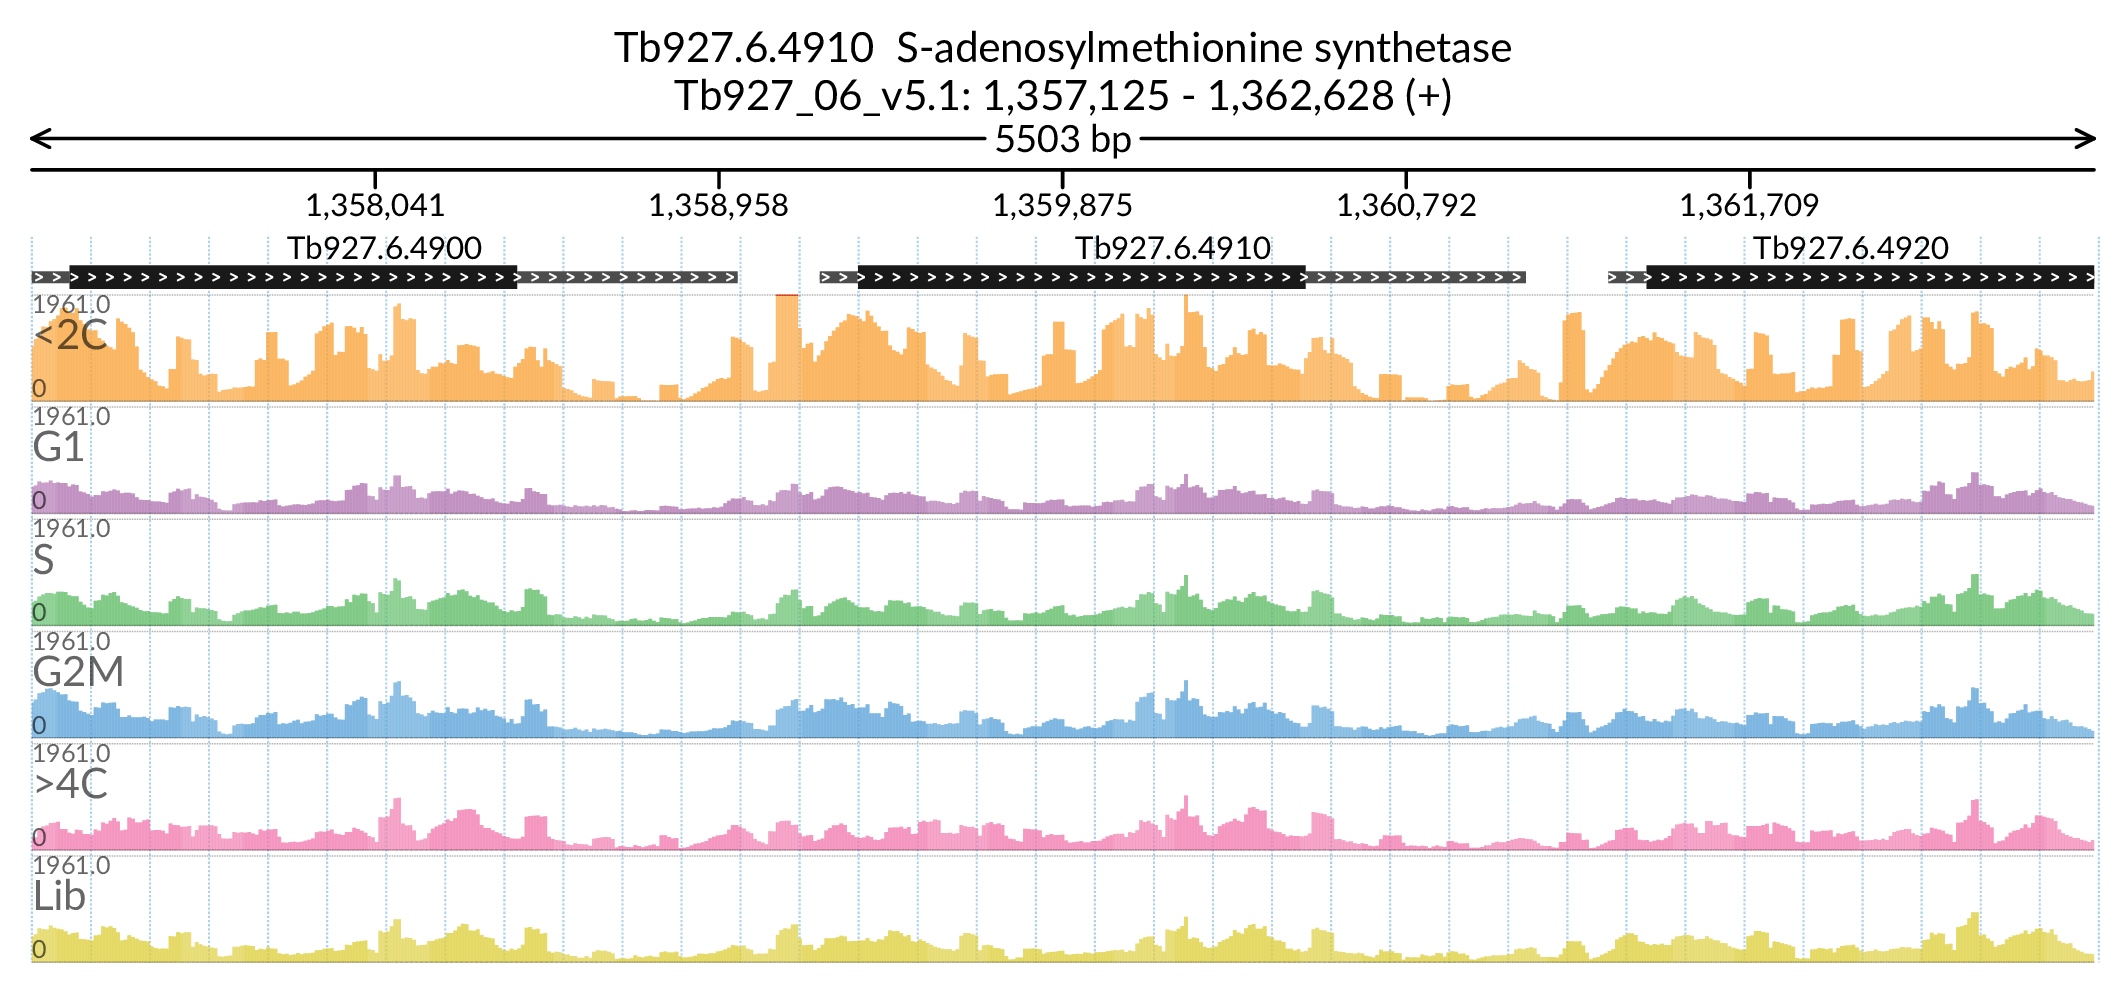 Tb927.6.4910 S-adenosylmethionine synthetase
Tb927_06_v5.1: 1,357,125 - 1,362,628 (+)
5503 bp
1,358,041 1,358,958 1,359,875 1,360,792 1,361,709
Tb927.6.4900 Tb927.6.4910 Tb927.6.4920
1961.0
<2C
0
1961.0
G1
0
1961.0
S
0
1961.0
G2M
0
1961.0
>4C
0
1961.0
Lib
0